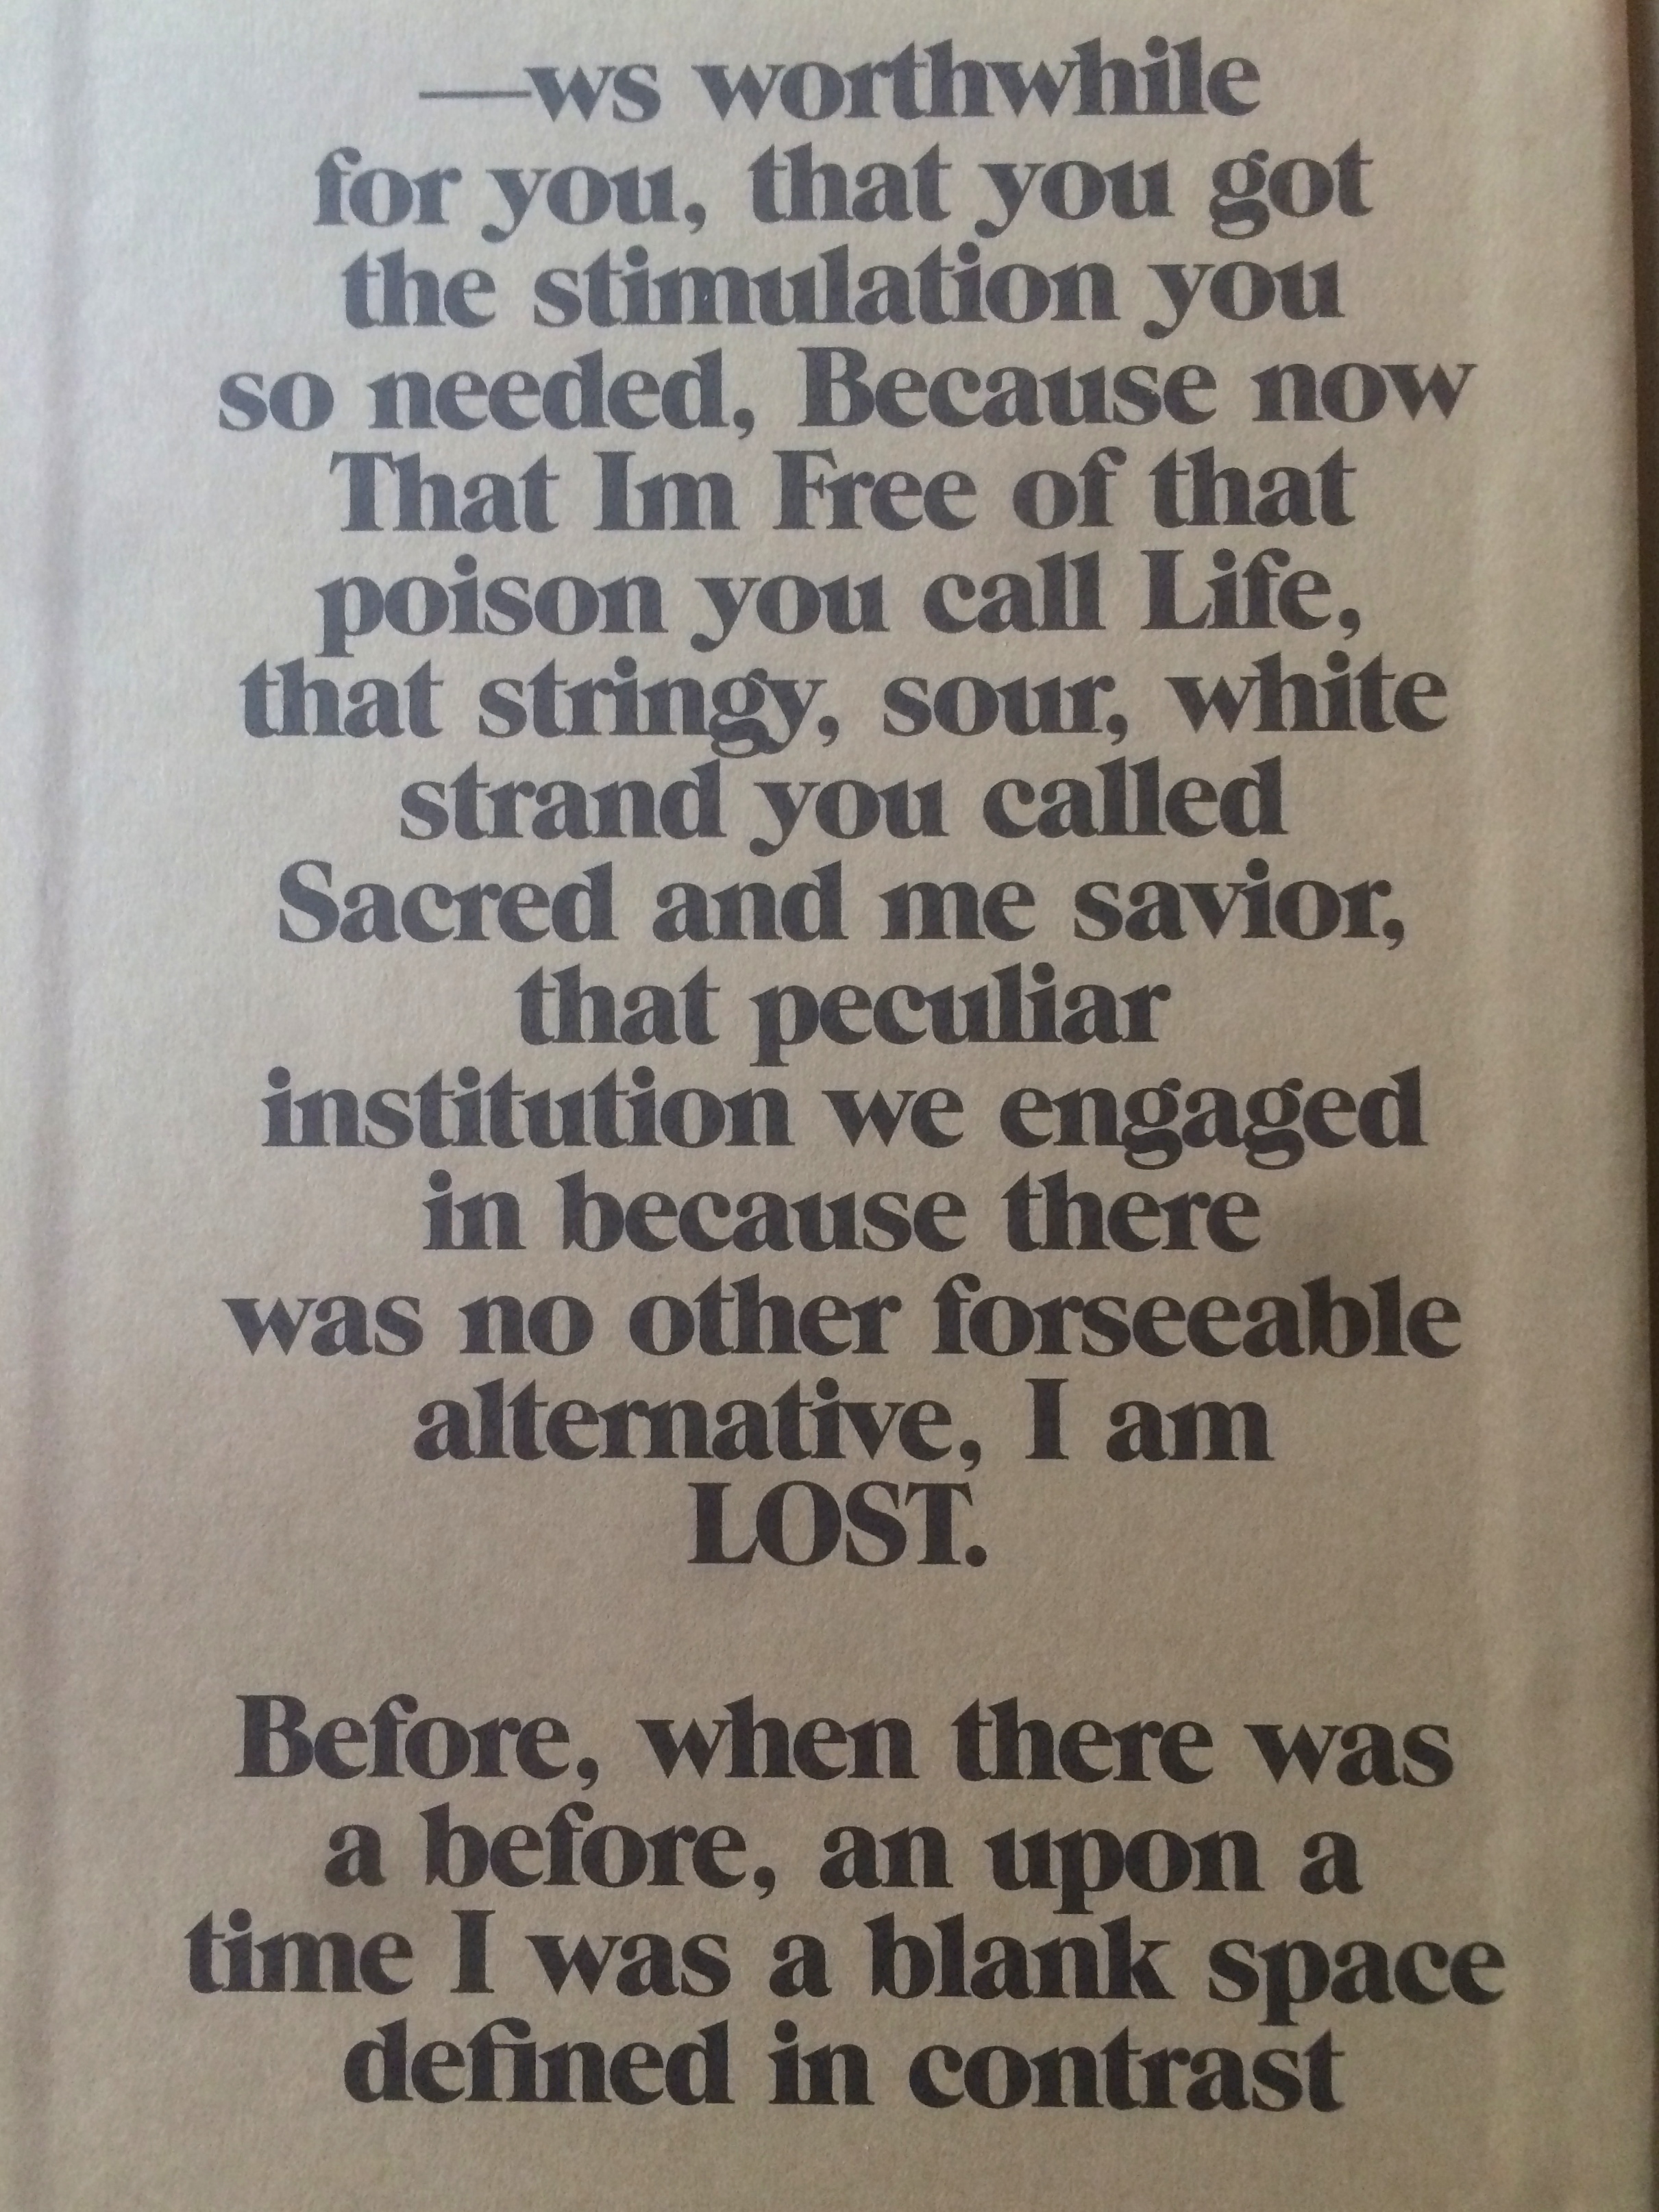 —ws worthwhile
for you, that you got
the stimulation you
so needed, Because now
That Im Free of that
poison you call Life,
that stringy, sour, white
strand you called
Sacred and me savior,
that peculiar
institution we engaged
in because there
was no other forseeable
alternative, I am
LOST.
Before, when there was
a before, an upon a
time I was a blank space
defined in contrast